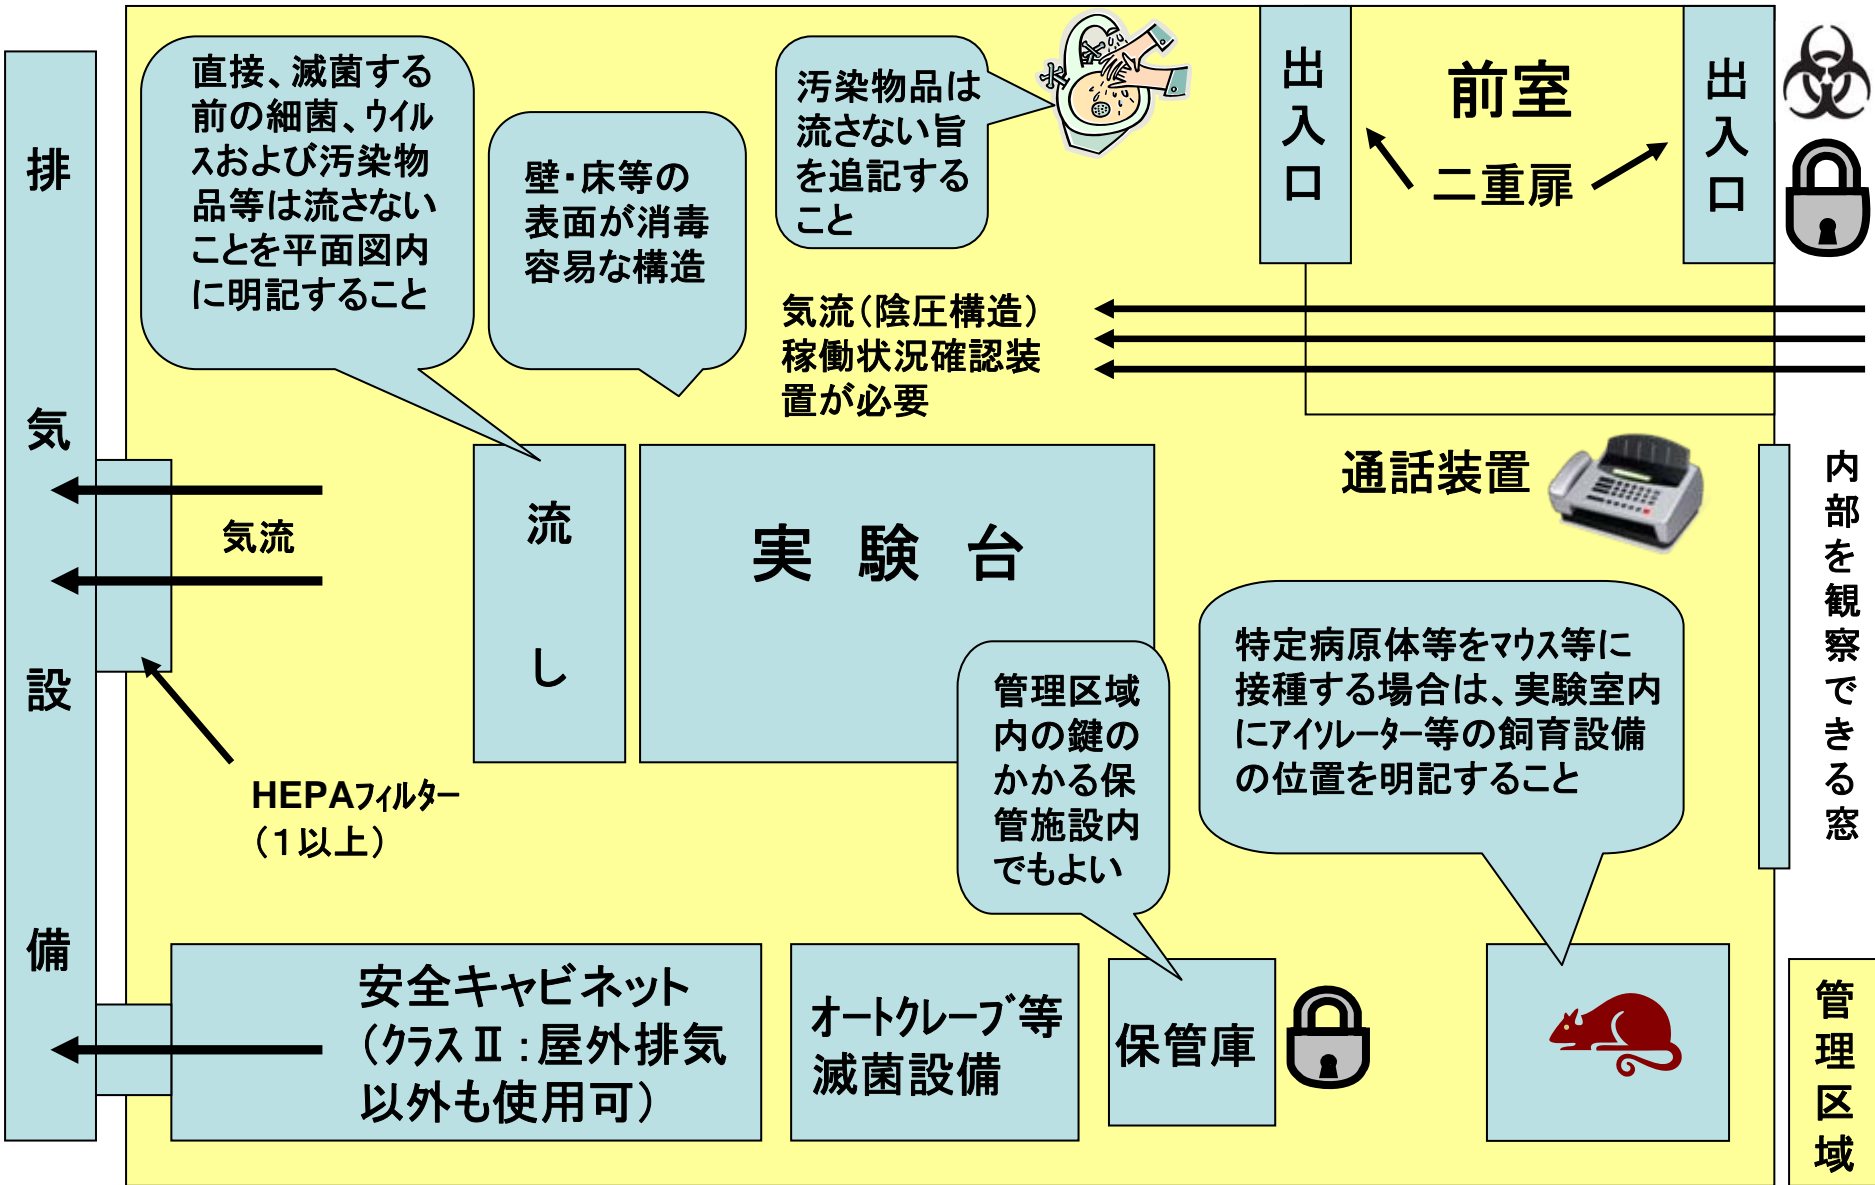 排気設備
直接、滅菌する
前の細菌、ウイル
スおよび汚染物
品等は流さない
ことを平面図内
に明記すること
壁・床等の
表面が消毒
容易な構造
汚染物品は
流さない旨
を追記する
こと
出入口
前室
二重扉
出入口
気流（陰圧構造）
稼働状況確認装
置が必要
気流
流し
実験台
通話装置
内部を観察できる窓
HEPAフィルター
（１以上）
管理区域
内の鍵の
かかる保
管施設内
でもよい
特定病原体等をマウス等に
接種する場合は、実験室内
にアイソレーター等の飼育設備
の位置を明記すること
安全キャビネット
（クラスⅡ：屋外排気
以外も使用可）
オートクレーブ等
滅菌設備
保管庫
管理区域